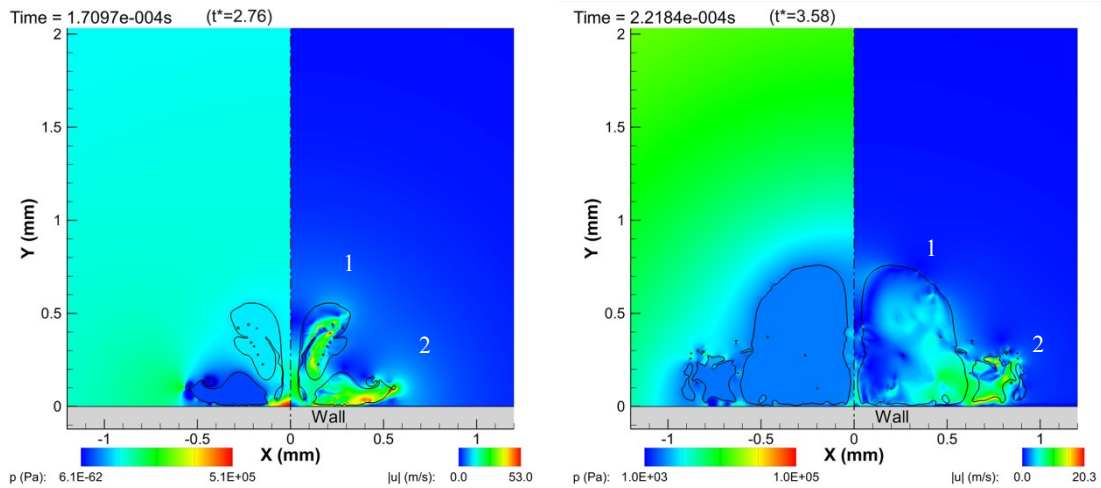 Time = 1.7097e-004s (t*=2.76)
2
1.5
1
0.5
0
Y (mm)
1
2
Wall
-1 -0.5 0 0.5 1
X (mm)
p (Pa): 6.1E-62 5.1E+05 |u| (m/s): 0.0 53.0
Time = 2.2184e-004s (t*=3.58)
2
1.5
1
0.5
0
Y (mm)
1
2
Wall
-1 -0.5 0 0.5 1
X (mm)
p (Pa): 1.0E+03 1.0E+05 |u| (m/s): 0.0 20.3